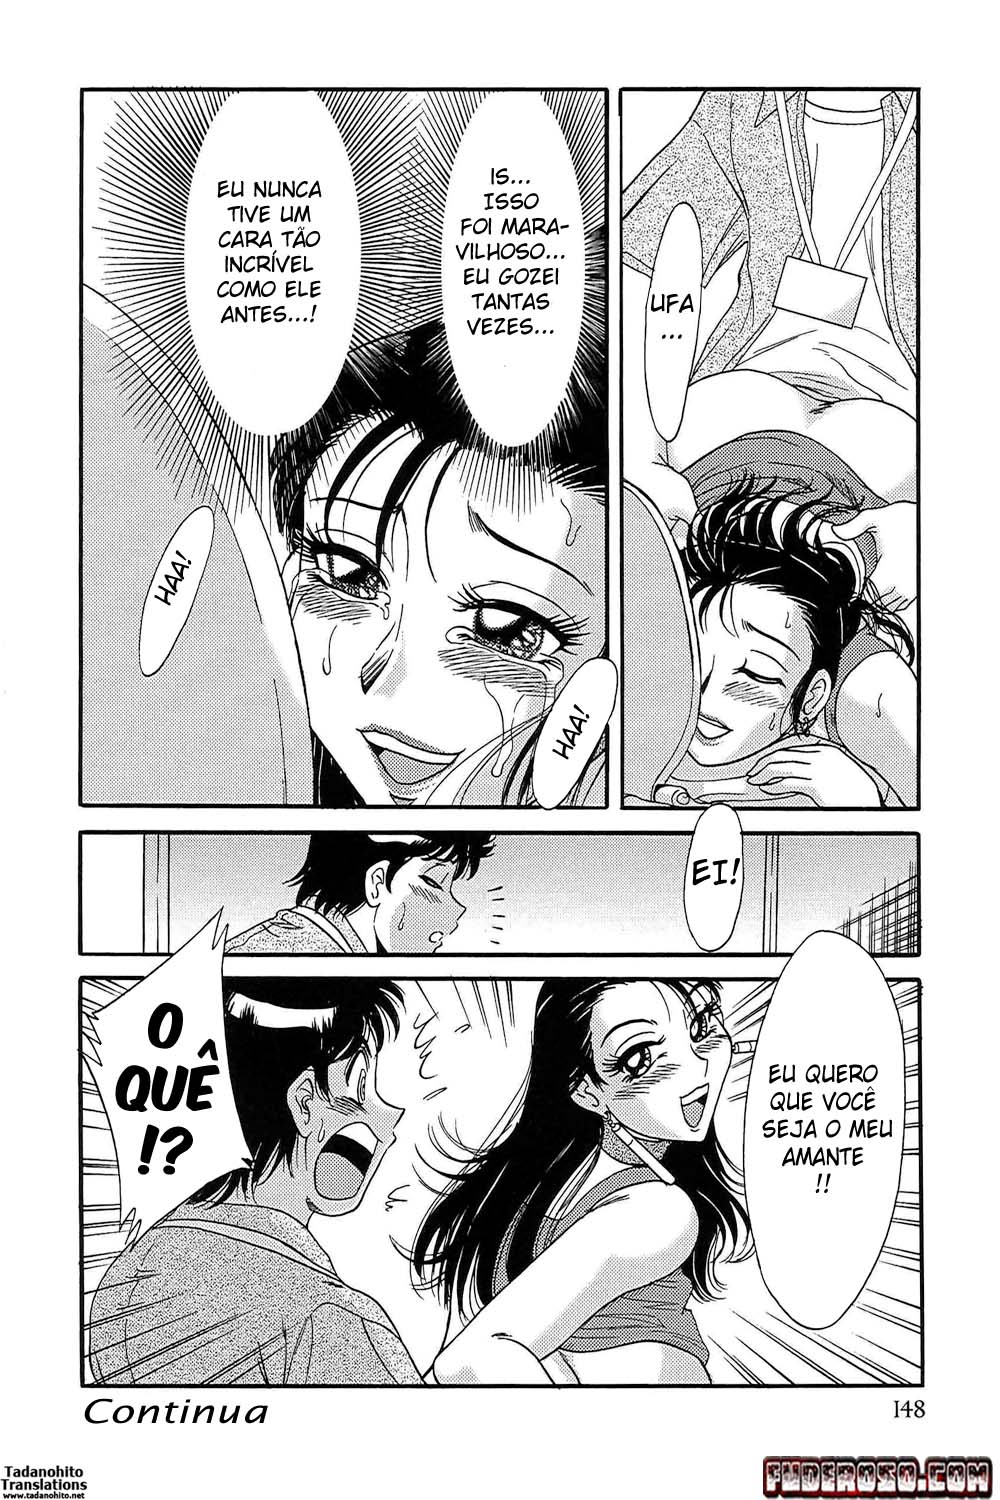 UFA
...
IS...
ISSO
FOI MARA-
VILHOSO...
EU GOZEI
TANTAS
VEZES...
EU NUNCA
TIVE UM
CARA TÃO
INCRÍVEL
COMO ELE
ANTES...!
HAA!
HAA!
EI!
EU QUERO
QUE VOCÊ
SEJA O MEU
AMANTE
!!
O
QUÊ
!?
Continua
148
Tadanohito
Translations
www.tadanohito.net
FUDEROSO.COM